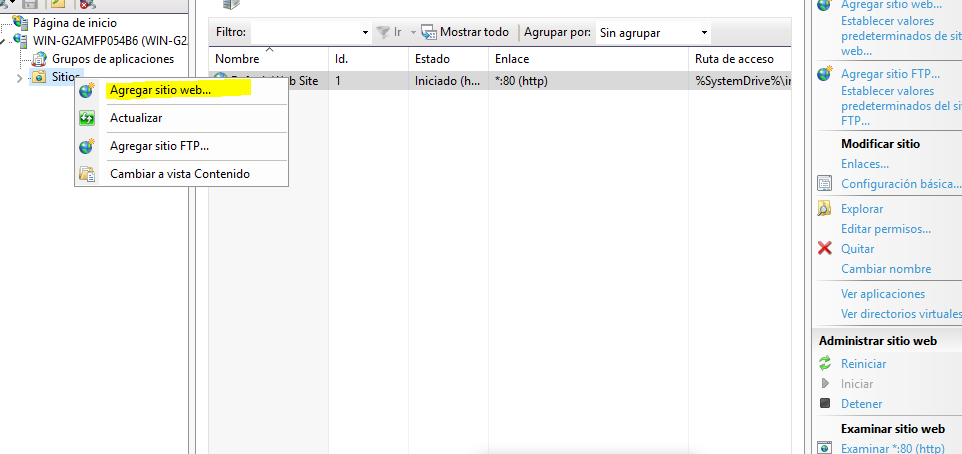 Página de inicio
WIN-G2AMFP054B6 (WIN-G2
Grupos de aplicaciones
Sitios
Agregar sitio web...
Actualizar
Agregar sitio FTP...
Cambiar a vista Contenido
Filtro:
Ir
Mostrar todo
Agrupar por:
Sin agrupar
Nombre
Id.
Estado
Enlace
Ruta de acceso
Web Site
1
Iniciado (h...
*:80 (http)
%SystemDrive%\in
Agregar sitio web...
Establecer valores
predeterminados de sit
web...
Agregar sitio FTP...
Establecer valores
predeterminados del si
FTP...
Modificar sitio
Enlaces...
Configuración básica...
Explorar
Editar permisos...
Quitar
Cambiar nombre
Ver aplicaciones
Ver directorios virtuales
Administrar sitio web
Reiniciar
Iniciar
Detener
Examinar sitio web
Examinar *:80 (http)